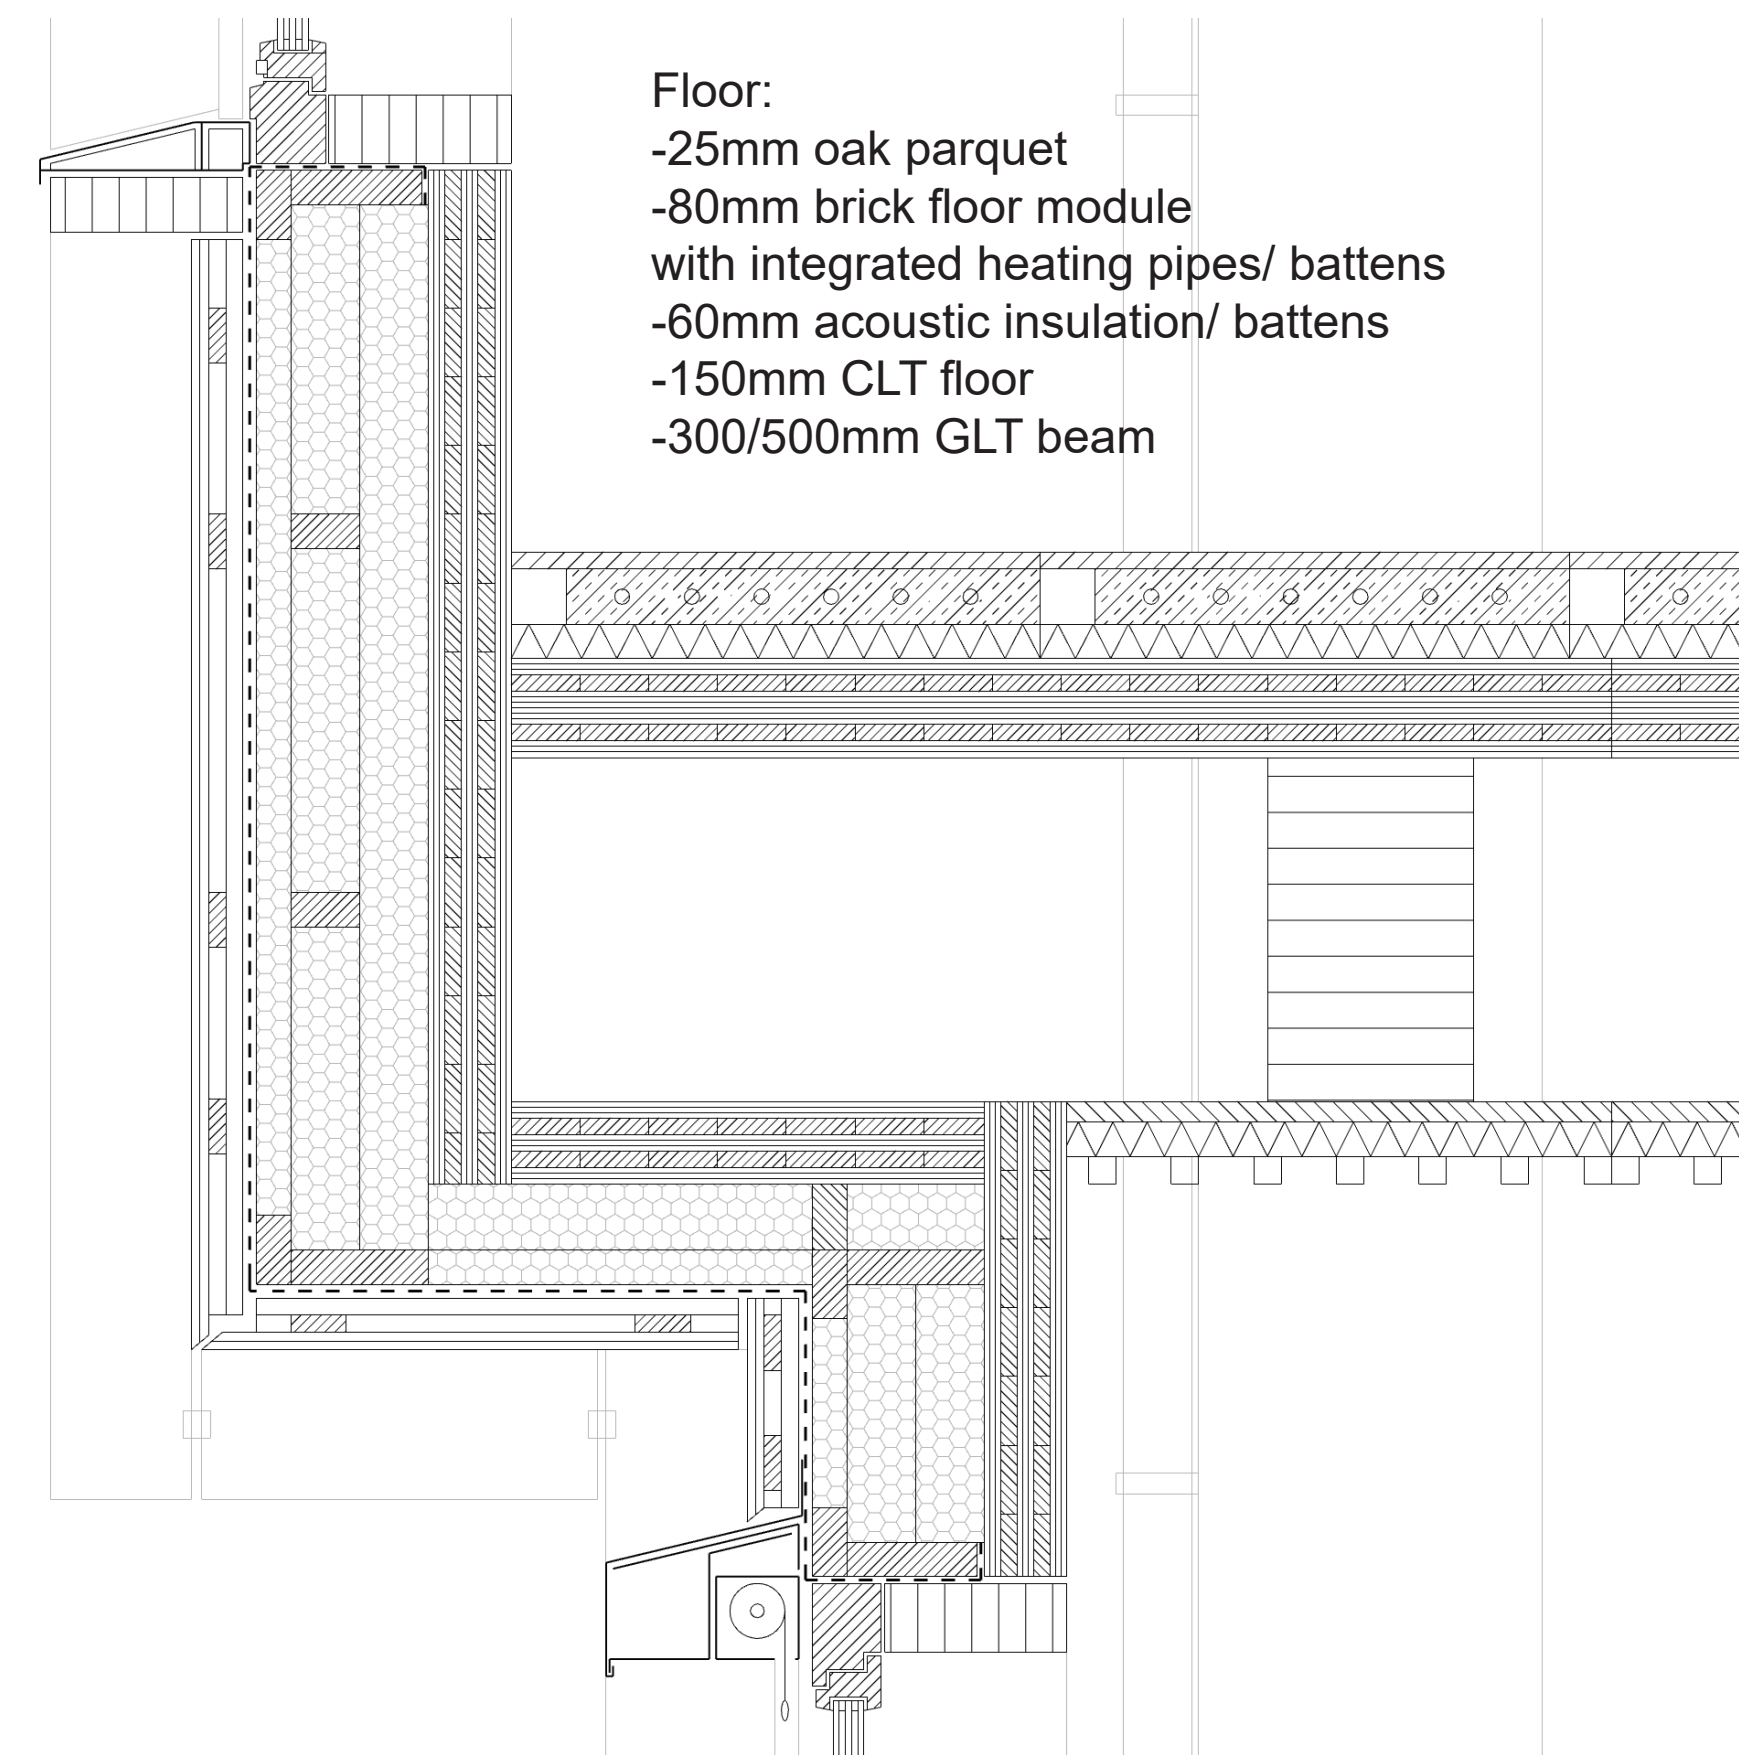 Floor:
-25mm oak parquet
-80mm brick floor module
with integrated heating pipes/ battens
-60mm acoustic insulation/ battens
-150mm CLT floor
-300/500mm GLT beam